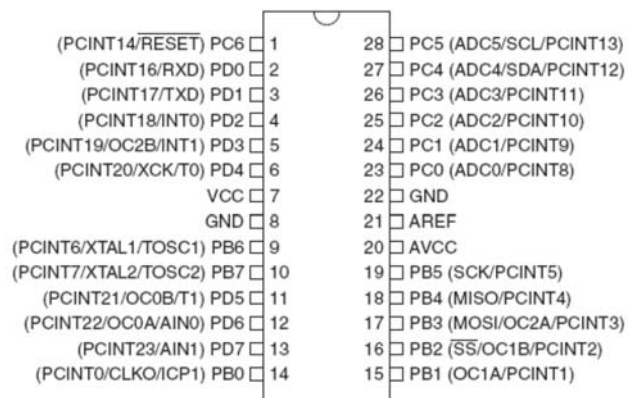 (PCINT14/RESET) PC6 1 28 PC5 (ADC5/SCL/PCINT13)
(PCINT16/RXD) PD0 2 27 PC4 (ADC4/SDA/PCINT12)
(PCINT17/TXD) PD1 3 26 PC3 (ADC3/PCINT11)
(PCINT18/INT0) PD2 4 25 PC2 (ADC2/PCINT10)
(PCINT19/OC2B/INT1) PD3 5 24 PC1 (ADC1/PCINT9)
(PCINT20/XCK/T0) PD4 6 23 PC0 (ADC0/PCINT8)
VCC 7 22 GND
GND 8 21 AREF
(PCINT6/XTAL1/TOSC1) PB6 9 20 AVCC
(PCINT7/XTAL2/TOSC2) PB7 10 19 PB5 (SCK/PCINT5)
(PCINT21/OC0B/T1) PD5 11 18 PB4 (MISO/PCINT4)
(PCINT22/OC0A/AIN0) PD6 12 17 PB3 (MOSI/OC2A/PCINT3)
(PCINT23/AIN1) PD7 13 16 PB2 (SS/OC1B/PCINT2)
(PCINT0/CLKO/ICP1) PB0 14 15 PB1 (OC1A/PCINT1)